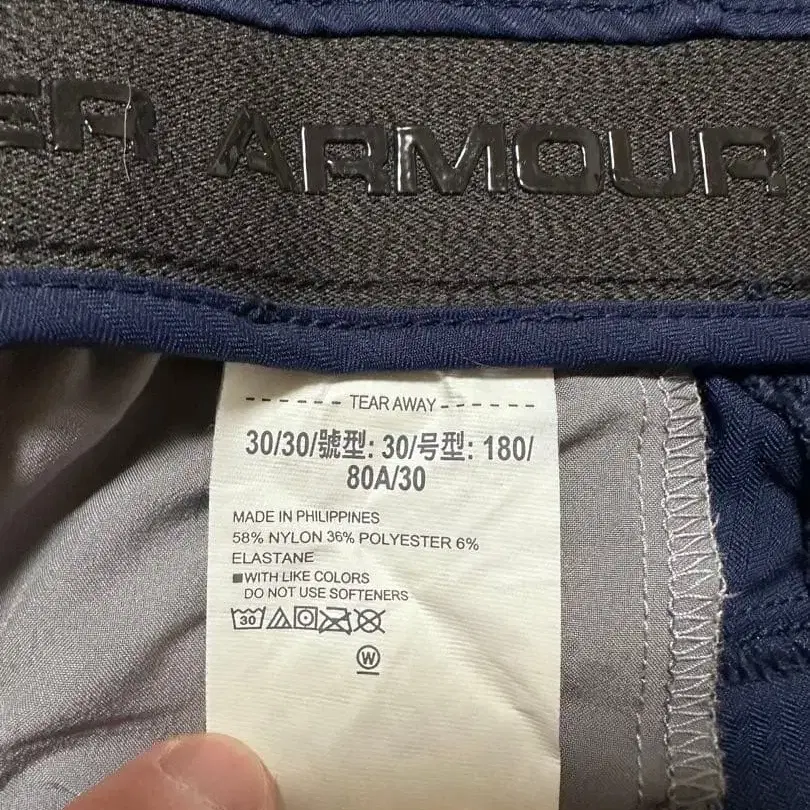 ER ARMOUR
TEAR AWAY
30/30/號型: 30/号型: 180/
80A/30
MADE IN PHILIPPINES
58% NYLON 36% POLYESTER 6%
ELASTANE
WITH LIKE COLORS
DO NOT USE SOFTENERS
30
W